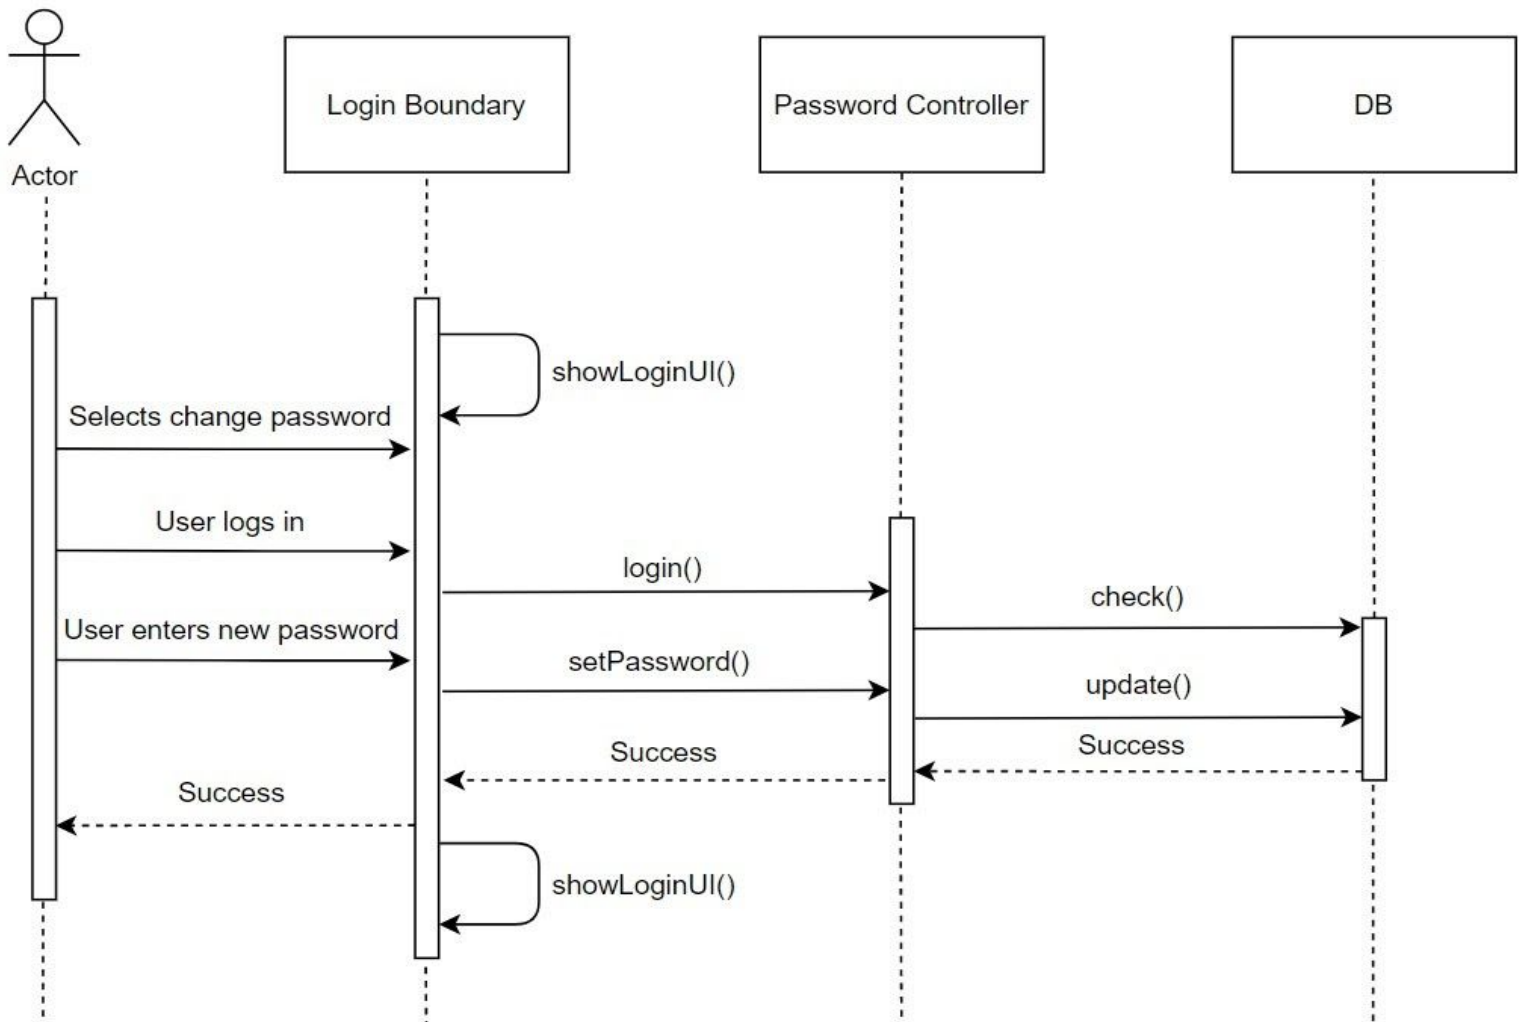 Actor
Login Boundary
Password Controller
DB
showLoginUI()
Selects change password
User logs in
login()
check()
User enters new password
setPassword()
update()
Success
Success
Success
showLoginUI()